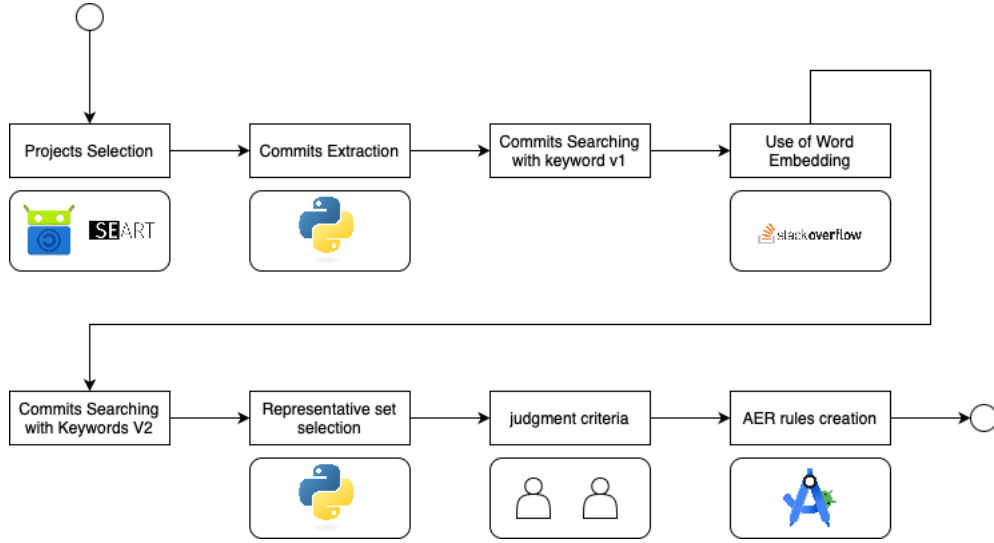 Projects Selection
Commits Extraction
Commits Searching
with keyword v1
Use of Word
Embedding
SEART
stackoverflow
Commits Searching
with Keywords V2
Representative set
selection
judgment criteria
AER rules creation